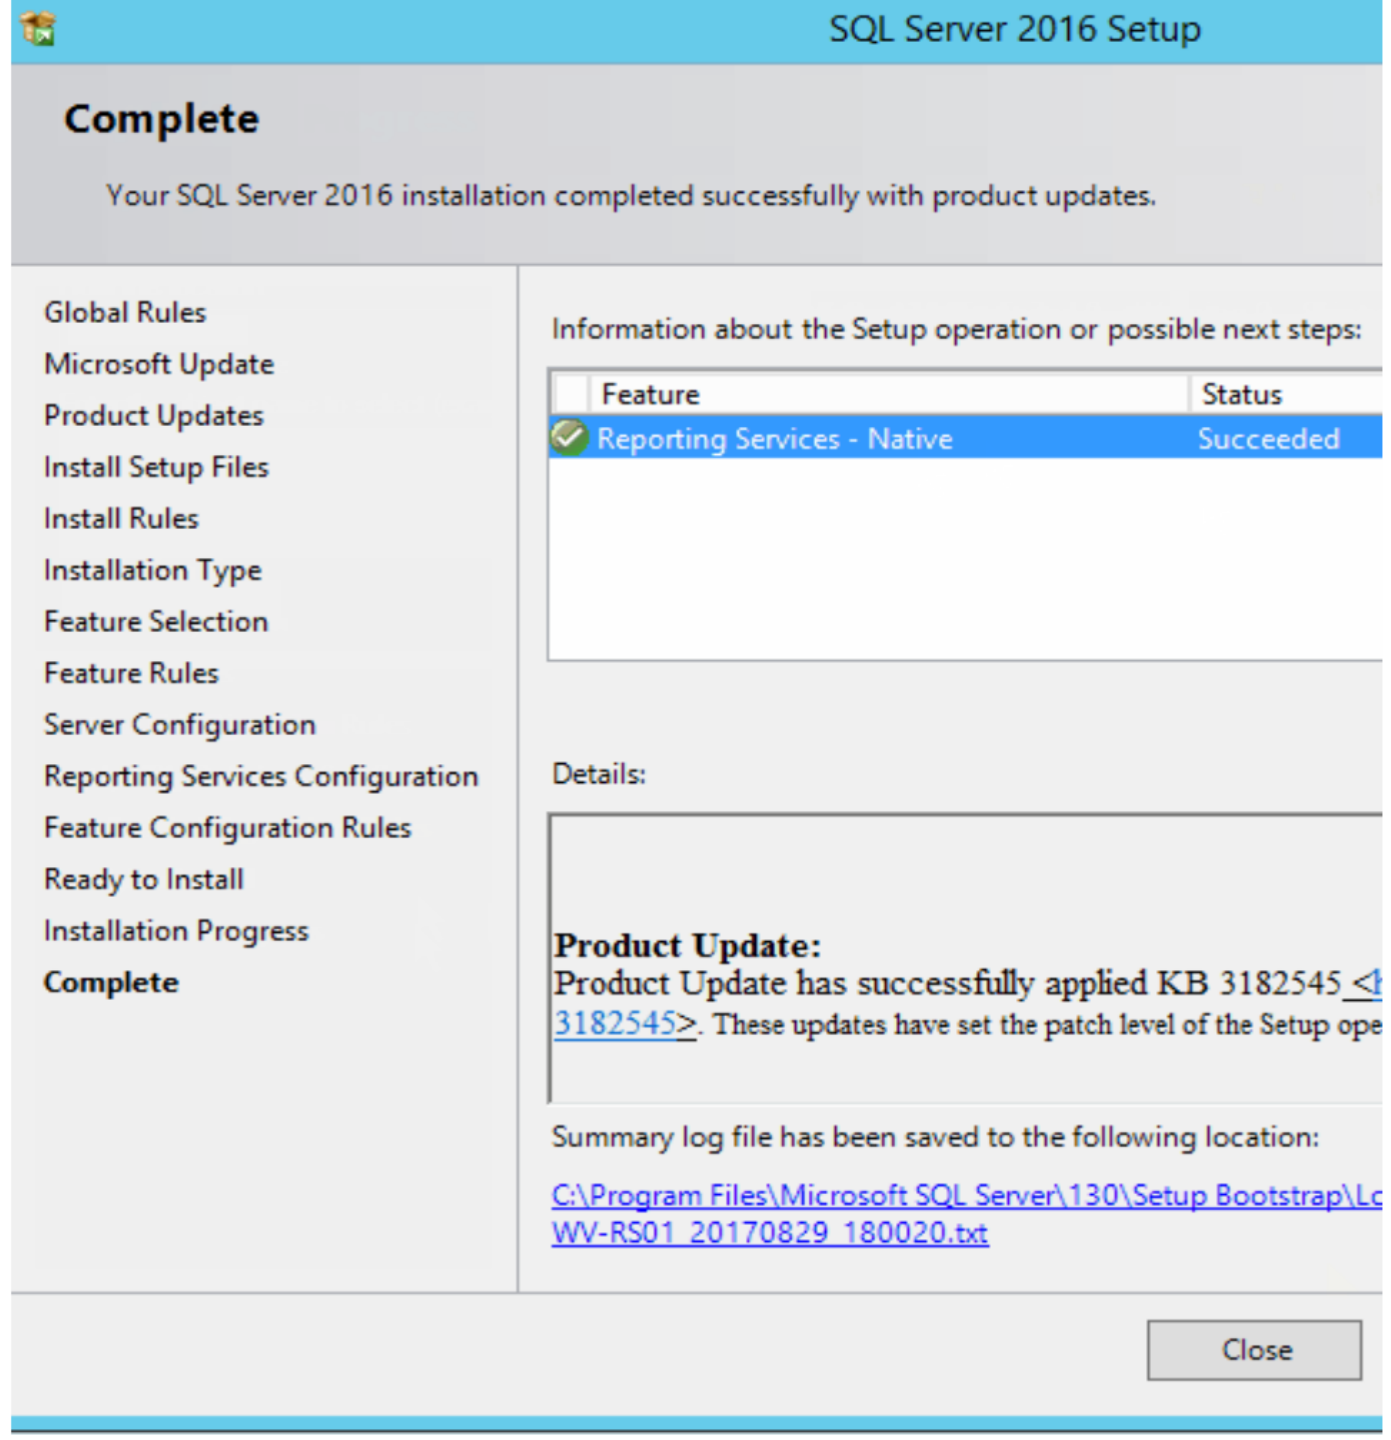 SQL Server 2016 Setup
Complete
Your SQL Server 2016 installation completed successfully with product updates.
Global Rules
Microsoft Update
Product Updates
Install Setup Files
Install Rules
Installation Type
Feature Selection
Feature Rules
Server Configuration
Reporting Services Configuration
Feature Configuration Rules
Ready to Install
Installation Progress
Complete
Information about the Setup operation or possible next steps:
Feature Status
Reporting Services - Native Succeeded
Details:
Product Update:
Product Update has successfully applied KB 3182545 <
3182545>. These updates have set the patch level of the Setup ope
Summary log file has been saved to the following location:
C:\Program Files\Microsoft SQL Server\130\Setup Bootstrap\Lo
WV-RS01_20170829_180020.txt
Close